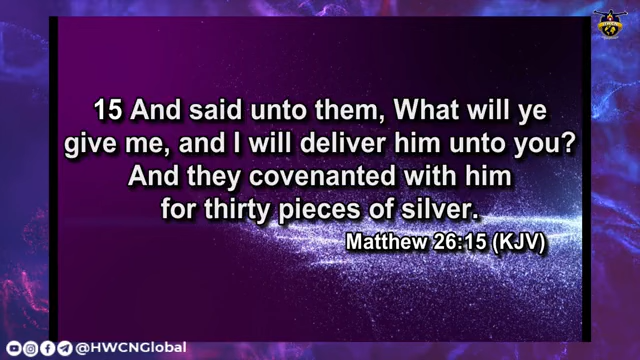 15 And said unto them, What will ye
give me, and I will deliver him unto you?
And they covenanted with him
for thirty pieces of silver.
Matthew 26:15 (KJV)
@HWCNGlobal